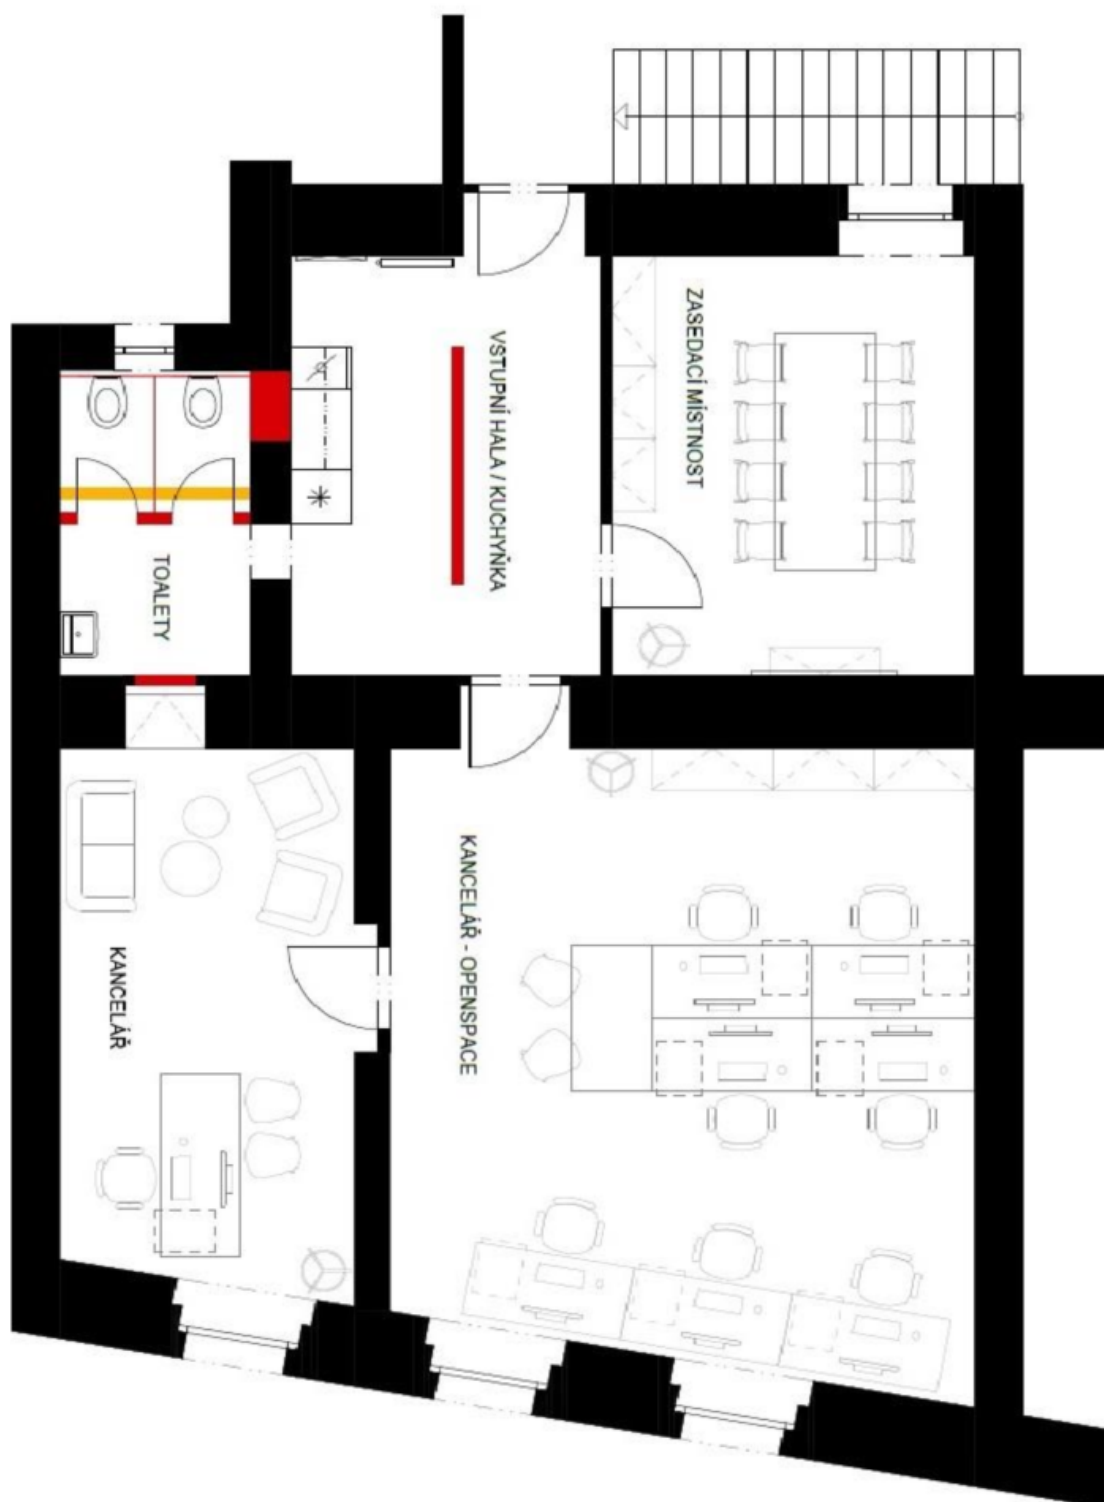 VSTUPNÍ HALA / KUCHYŇKA
ZASEDACÍ MÍSTNOST
TOALETY
KANCELÁŘ
KANCELÁŘ - OPENSPACE